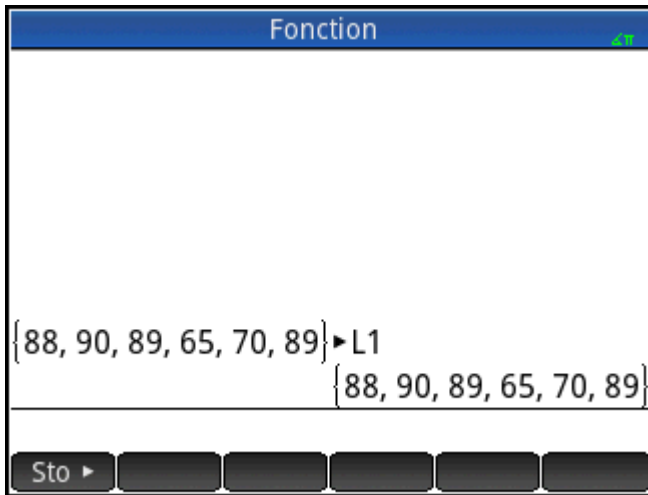 Fonction
∡π
{88, 90, 89, 65, 70, 89}►L1
{88, 90, 89, 65, 70, 89}
Sto ►